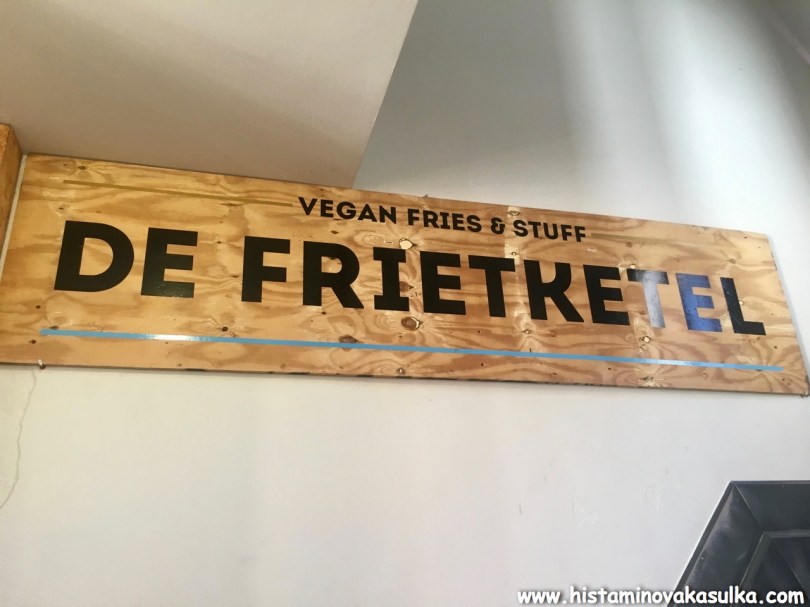 VEGAN FRIES & STUFF
DE FRIETKETEL
www.histaminovakasulka.com